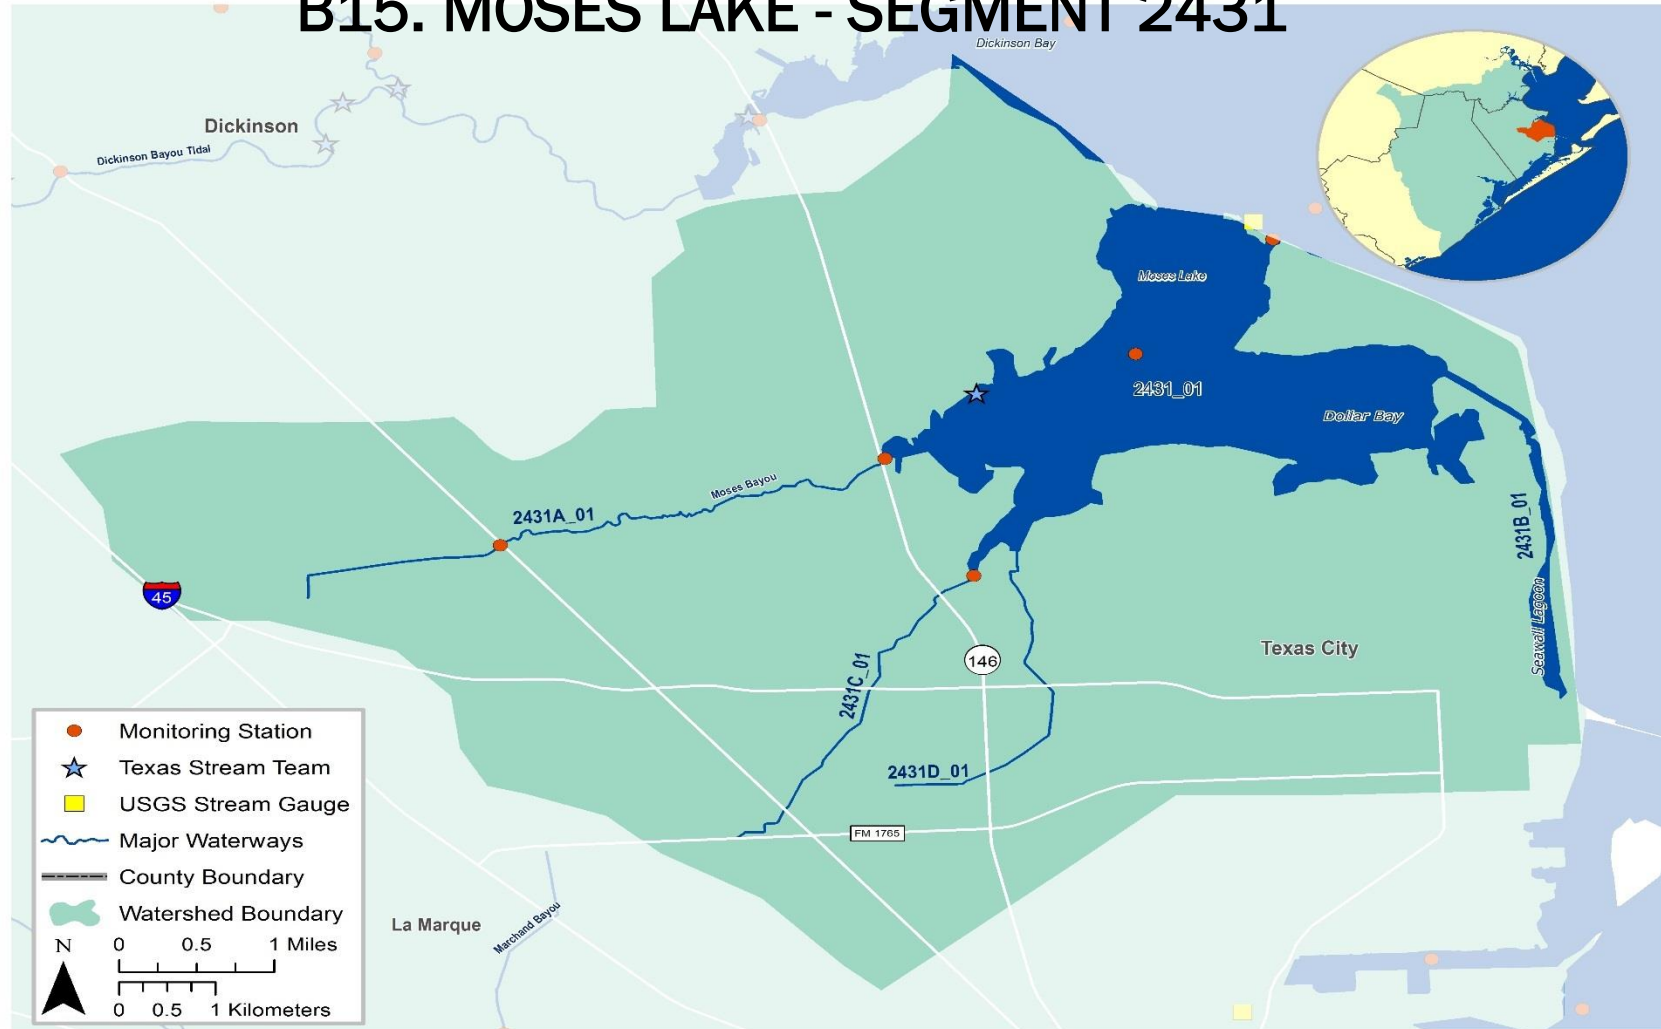 B15. MOSES LAKE - SEGMENT 2431
Dickinson Bay
Dickinson
Dickinson Bayou Tidal
Moses Lake
2431_01
Dollar Bay
Moses Bayou
2431A_01
2431B_01
45
Seawall Lagoon
Texas City
146
2431C_01
2431D_01
FM 1765
La Marque
Marchand Bayou
Monitoring Station
Texas Stream Team
USGS Stream Gauge
Major Waterways
County Boundary
Watershed Boundary
N
0 0.5 1 Miles
0 0.5 1 Kilometers